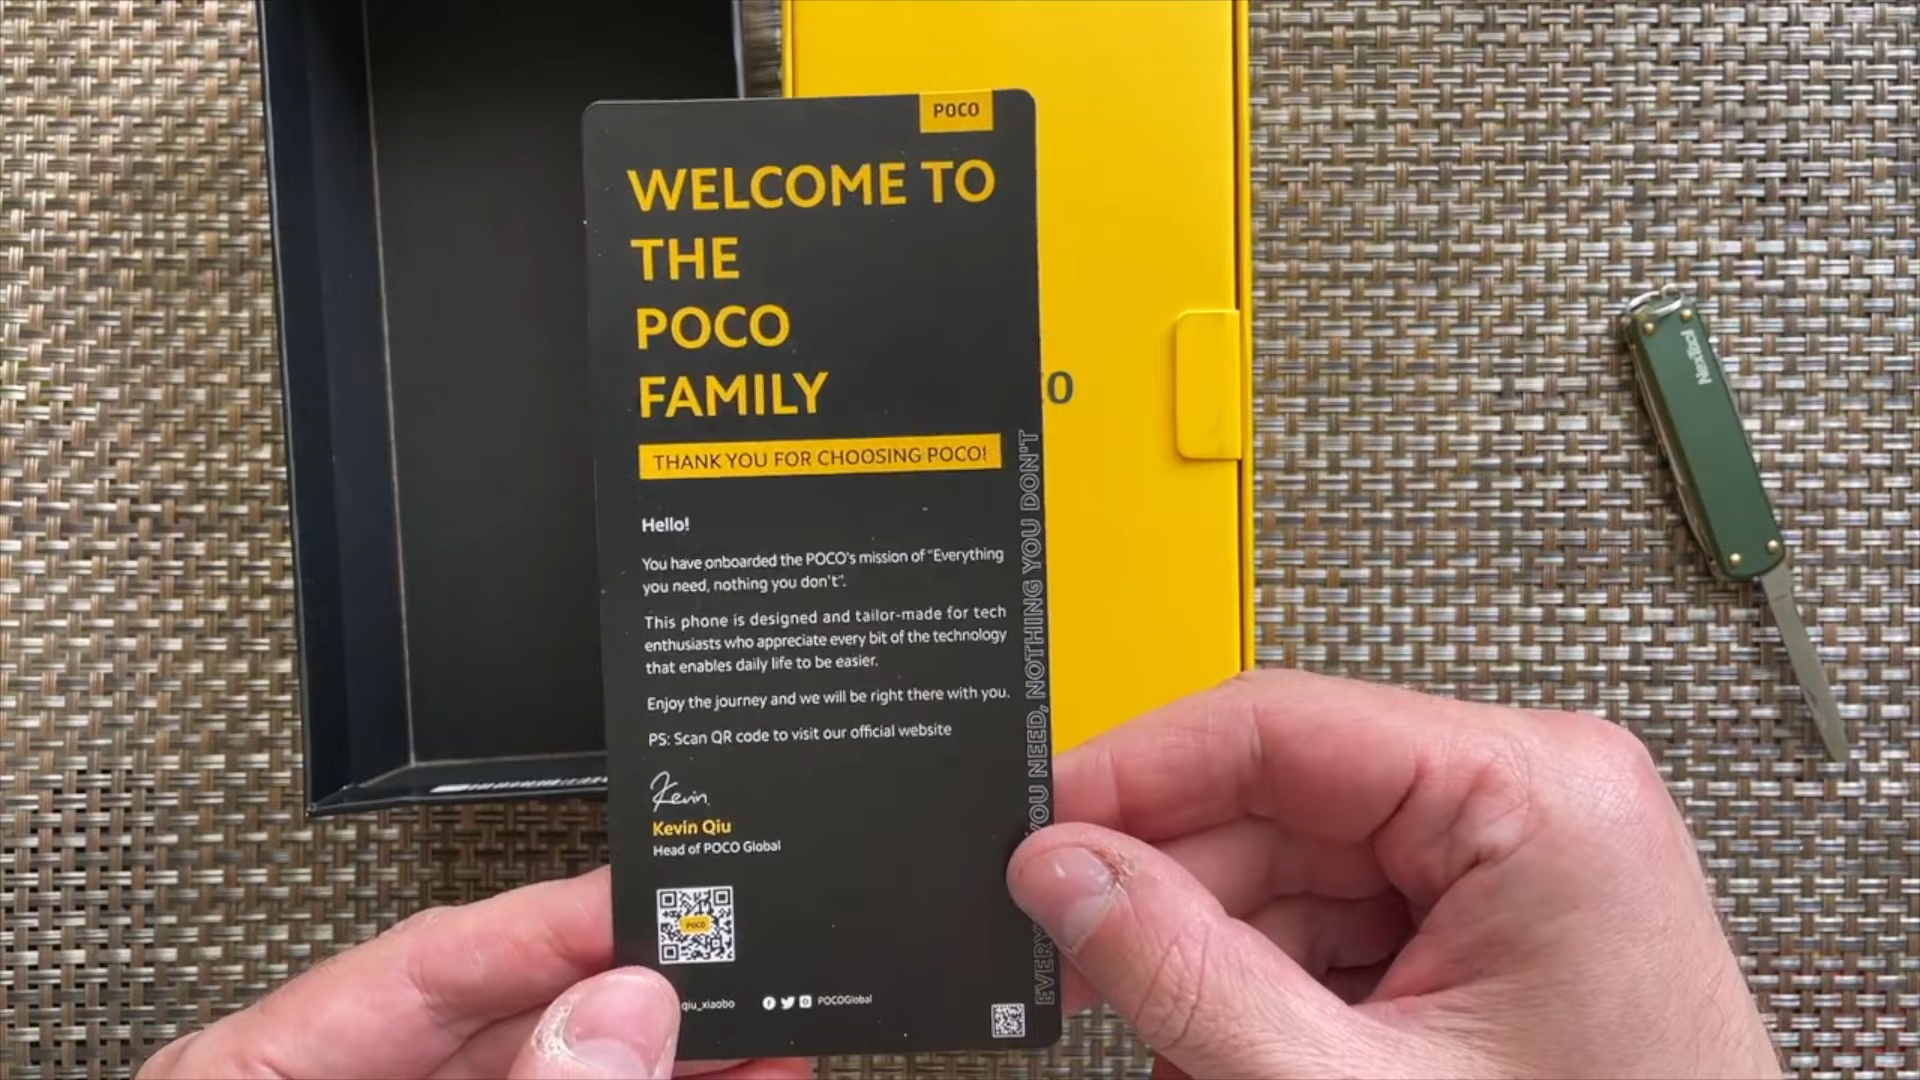 POCO
WELCOME TO
THE
POCO
FAMILY
THANK YOU FOR CHOOSING POCO!
Hello!
You have onboarded the POCO's mission of "Everything
you need, nothing you don't".
This phone is designed and tailor-made for tech
enthusiasts who appreciate every bit of the technology
that enables daily life to be easier.
Enjoy the journey and we will be right there with you.
PS: Scan QR code to visit our official website
Kevin
Kevin Qiu
Head of POCO Global
POCO
qiu_xiaobo
POCOGlobal
YOU NEED, NOTHING YOU DON'T
NexTool